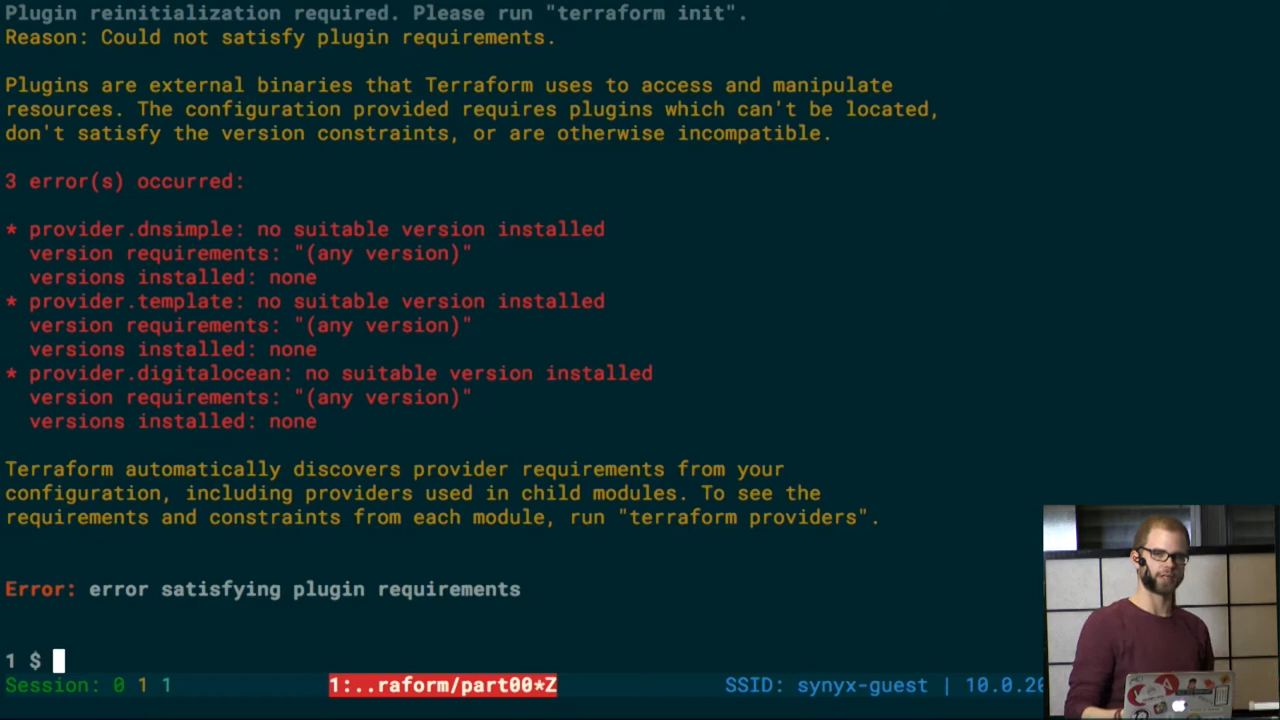 Plugin reinitialization required. Please run "terraform init".
Reason: Could not satisfy plugin requirements.
Plugins are external binaries that Terraform uses to access and manipulate
resources. The configuration provided requires plugins which can't be located,
don't satisfy the version constraints, or are otherwise incompatible.
3 error(s) occurred:
* provider.dnsimple: no suitable version installed
version requirements: "(any version)"
versions installed: none
* provider.template: no suitable version installed
version requirements: "(any version)"
versions installed: none
* provider.digitalocean: no suitable version installed
version requirements: "(any version)"
versions installed: none
Terraform automatically discovers provider requirements from your
configuration, including providers used in child modules. To see the
requirements and constraints from each module, run "terraform providers".
Error: error satisfying plugin requirements
1 $
Session: 0 1 1 1:..raform/part00*Z SSID: synyx-guest | 10.0.20